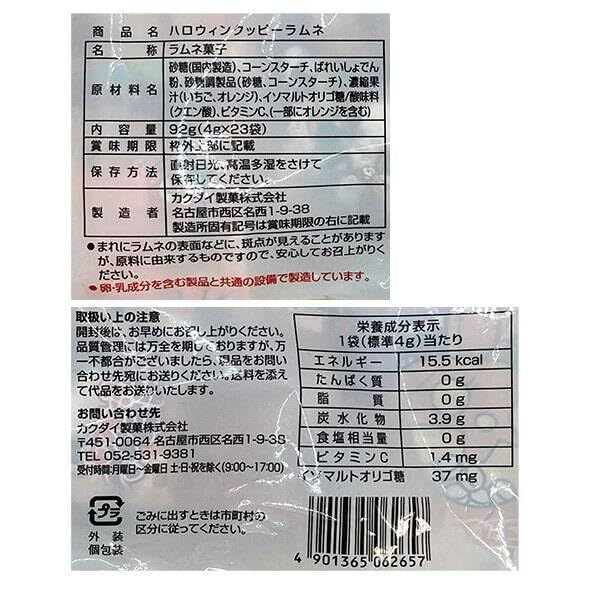 商品名 ハロウィンクッピーラムネ
名称 ラムネ菓子
原材料名 砂糖(国内製造)、コーンスターチ、ばれいしょでん
粉、砂糖調製品(砂糖、コーンスターチ)、濃縮果
汁(いちご、オレンジ)、イソマルトオリゴ糖/酸味料
(クエン酸)、ビタミンC、(一部にオレンジを含む)
内容量 92g(4g×23袋)
賞味期限 枠外上部に記載
保存方法 直射日光、高温多湿をさけて
保存してください。
製造者 カクダイ製菓株式会社
名古屋市西区名西1-9-38
製造所固有記号は賞味期限の右に記載
●まれにラムネの表面などに、斑点が見えることがあります
が、原料に由来するものですので、安心してお召上がりく
ださい。
●卵・乳成分を含む製品と共通の設備で製造しています。
取扱い上の注意
開封後は、お早めにお召し上がりください。
品質管理には万全を期しておりますが、万
一不都合がございましたら、現品をお問い
合わせ先宛にお送りください。送料を添え
て代品をお送りいたします。
お問い合わせ先
カクダイ製菓株式会社
〒451-0064 名古屋市西区名西1-9-38
TEL 052-531-9381
受付時間:月曜日〜金曜日 土・日・祝を除く(9:00〜17:00)
栄養成分表示
1袋(標準4g)当たり
エネルギー 15.5 kcal
たんぱく質 0 g
脂質 0 g
炭水化物 3.9 g
食塩相当量 0 g
ビタミンC 1.4 mg
イソマルトオリゴ糖 37 mg
プラ
外装
個包装
ごみに出すときは市町村の
区分に従ってください。
4 901365 062657